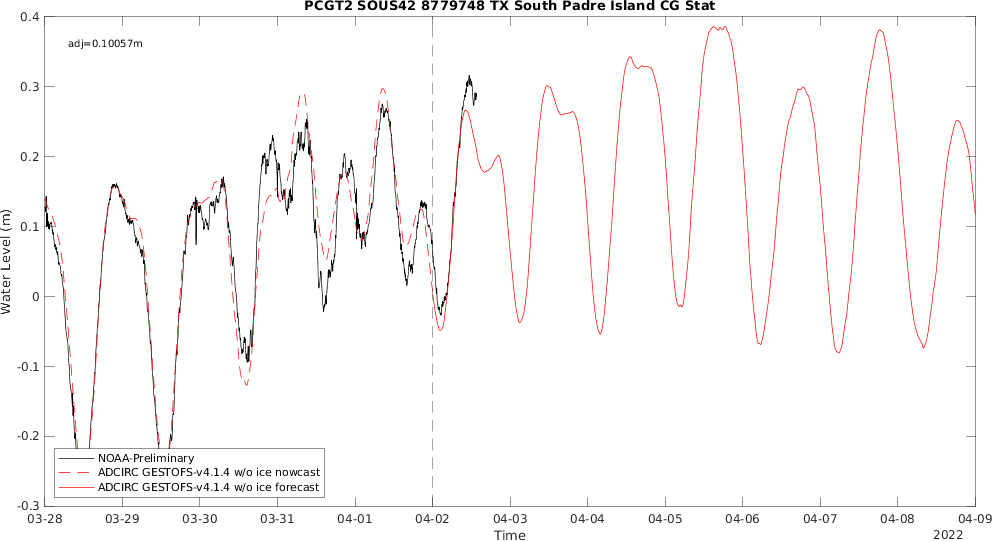 PCGT2 SOUS42 8779748 TX South Padre Island CG Stat
adj=0.10057m
0.4
0.3
0.2
0.1
0
-0.1
-0.2
-0.3
Water Level (m)
NOAA-Preliminary
ADCIRC GESTOFS-v4.1.4 w/o ice nowcast
ADCIRC GESTOFS-v4.1.4 w/o ice forecast
03-28 03-29 03-30 03-31 04-01 04-02 04-03 04-04 04-05 04-06 04-07 04-08 04-09
Time
2022